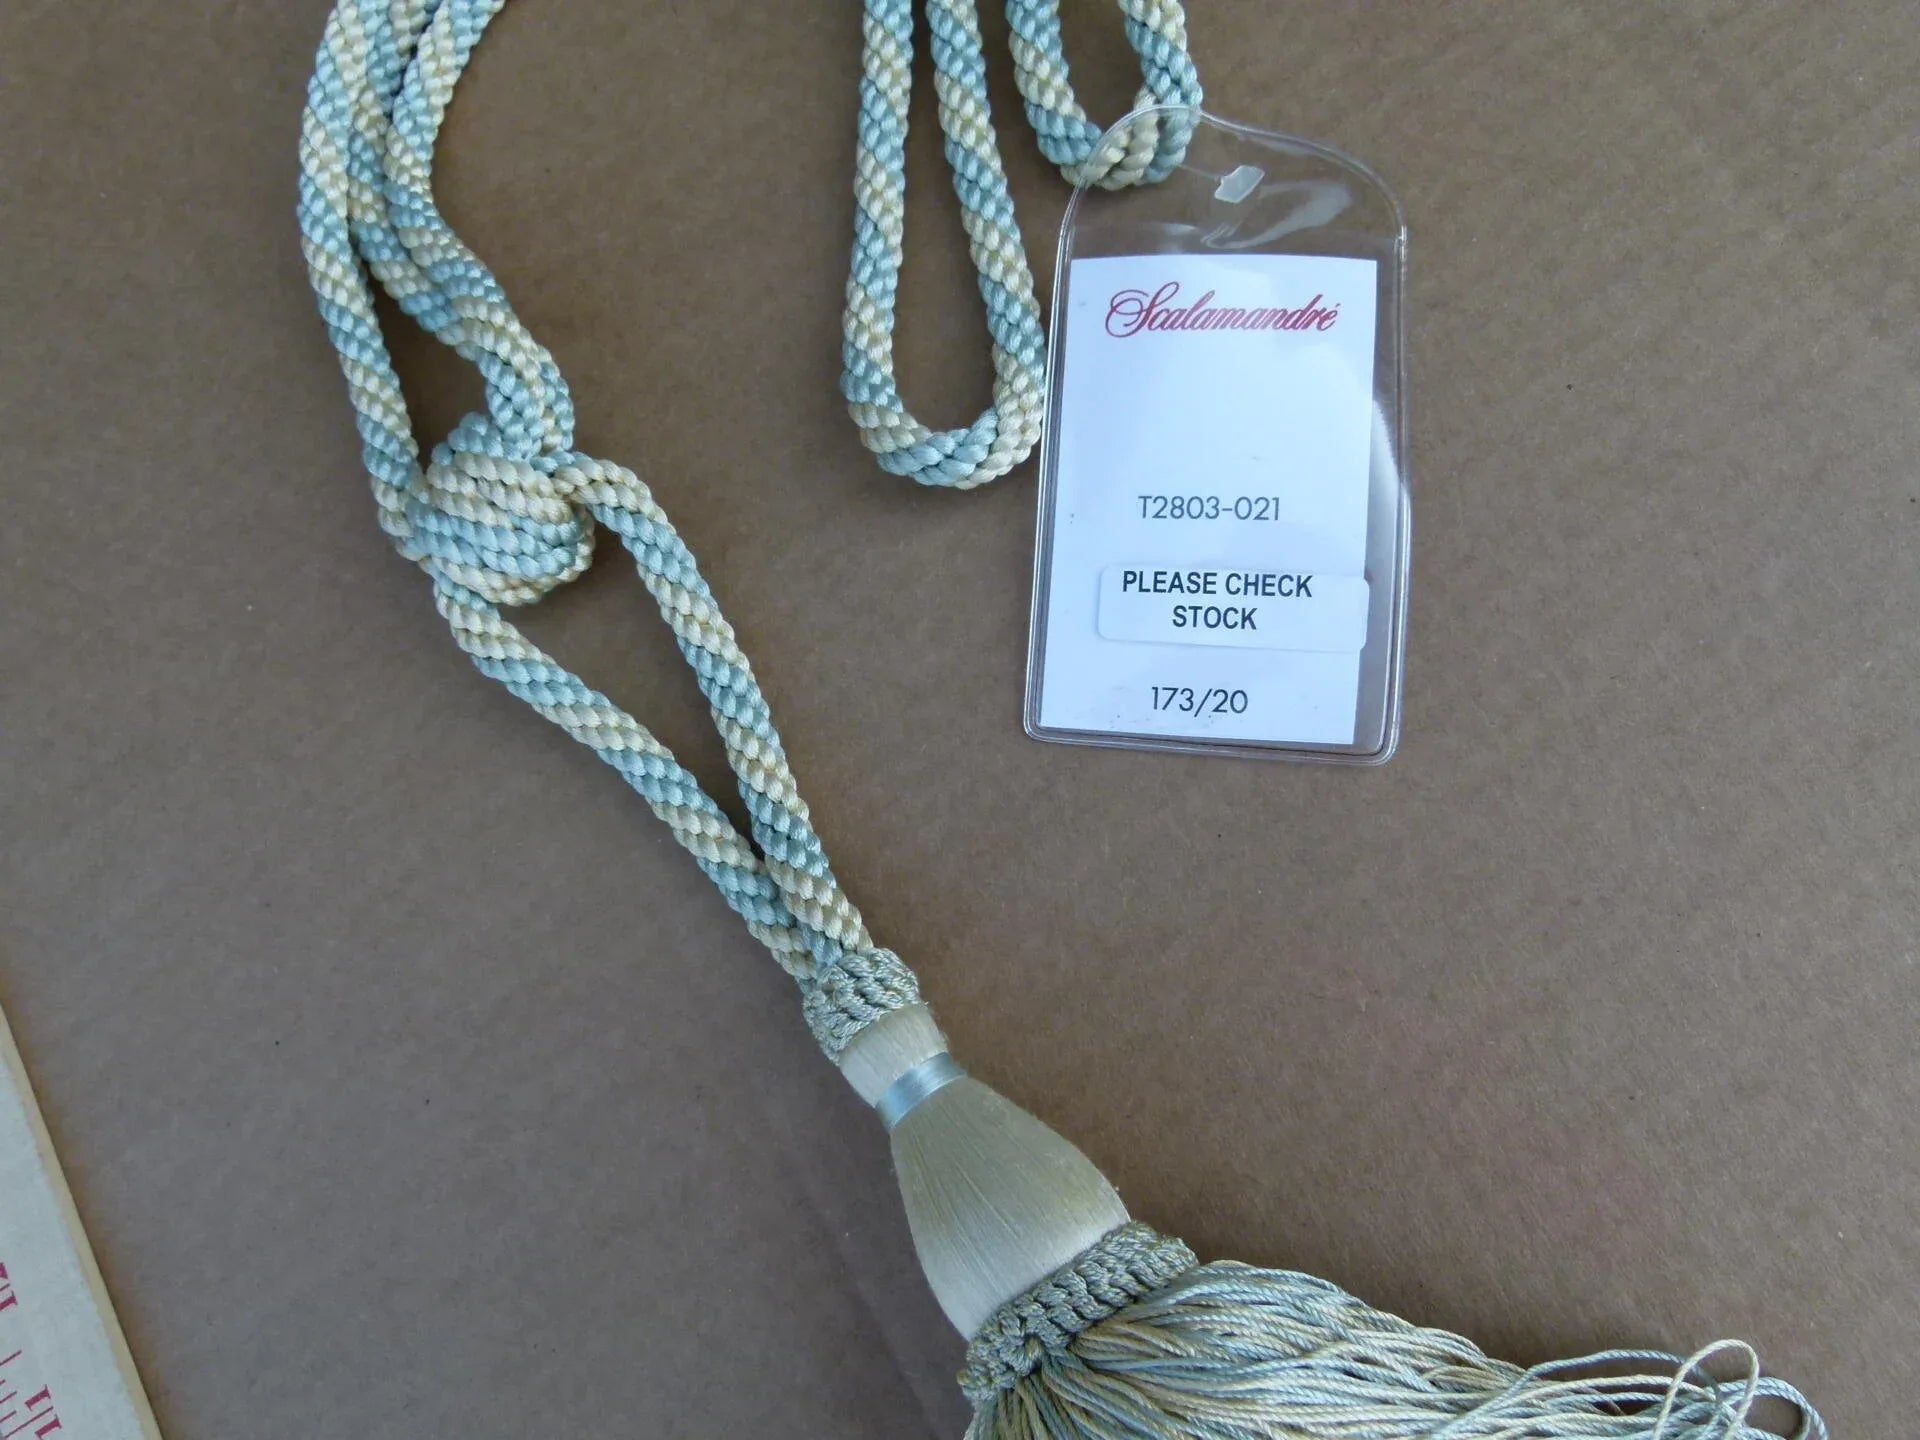 Scalamandré
T2803-021
PLEASE CHECK
STOCK
173/20